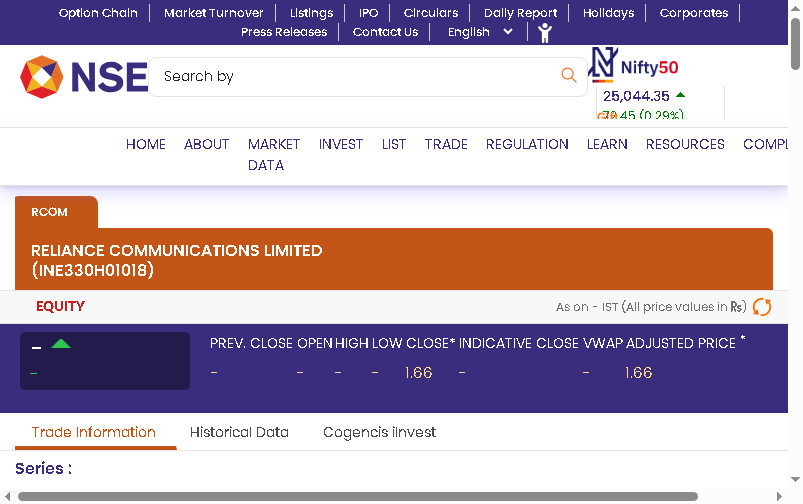 Option Chain Market Turnover Listings IPO Circulars Daily Report Holidays Corporates
Press Releases Contact Us English
NSE
Search by
Nifty50
25,044.35
70.45 (0.29%)
HOME ABOUT MARKET DATA INVEST LIST TRADE REGULATION LEARN RESOURCES COMPL
RCOM
RELIANCE COMMUNICATIONS LIMITED
(INE330H01018)
EQUITY
As on - IST (All price values in ₨)
-
-
PREV. CLOSE OPEN HIGH LOW CLOSE* INDICATIVE CLOSE VWAP ADJUSTED PRICE *
- - - - 1.66 - - 1.66
Trade Information Historical Data Cogencis iInvest
Series :